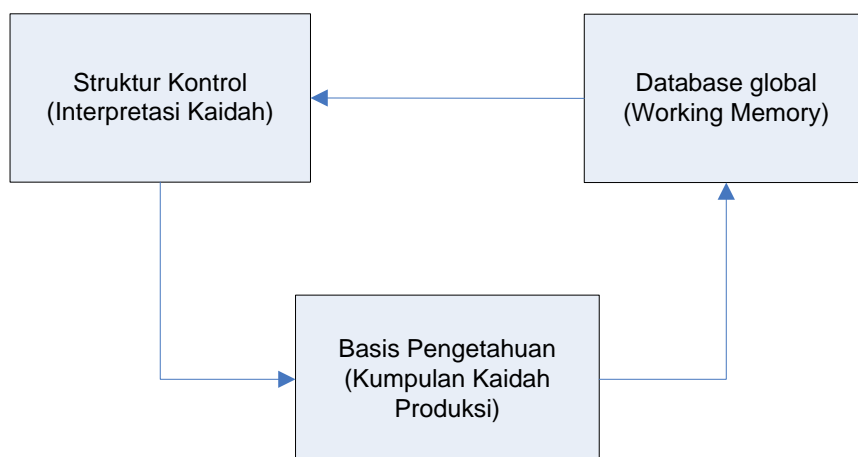 Struktur Kontrol
(Interpretasi Kaidah)
Database global
(Working Memory)
Basis Pengetahuan
(Kumpulan Kaidah
Produksi)